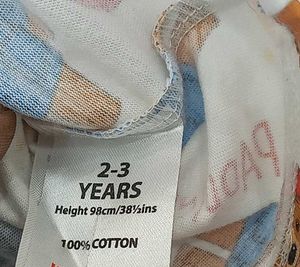 2-3
YEARS
Height 98cm/38½ins
100% COTTON